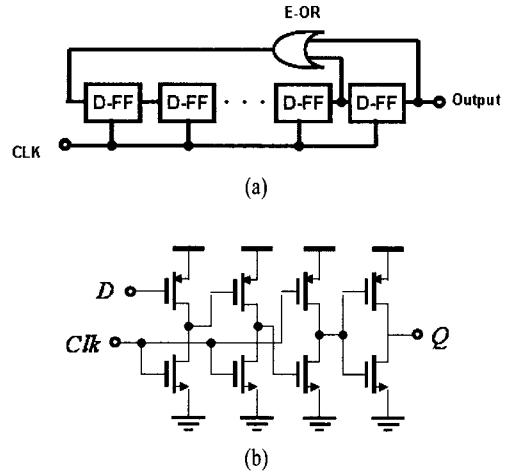 E-OR
D-FF D-FF · · · D-FF D-FF Output
CLK
(a)
D
Clk
Q
(b)